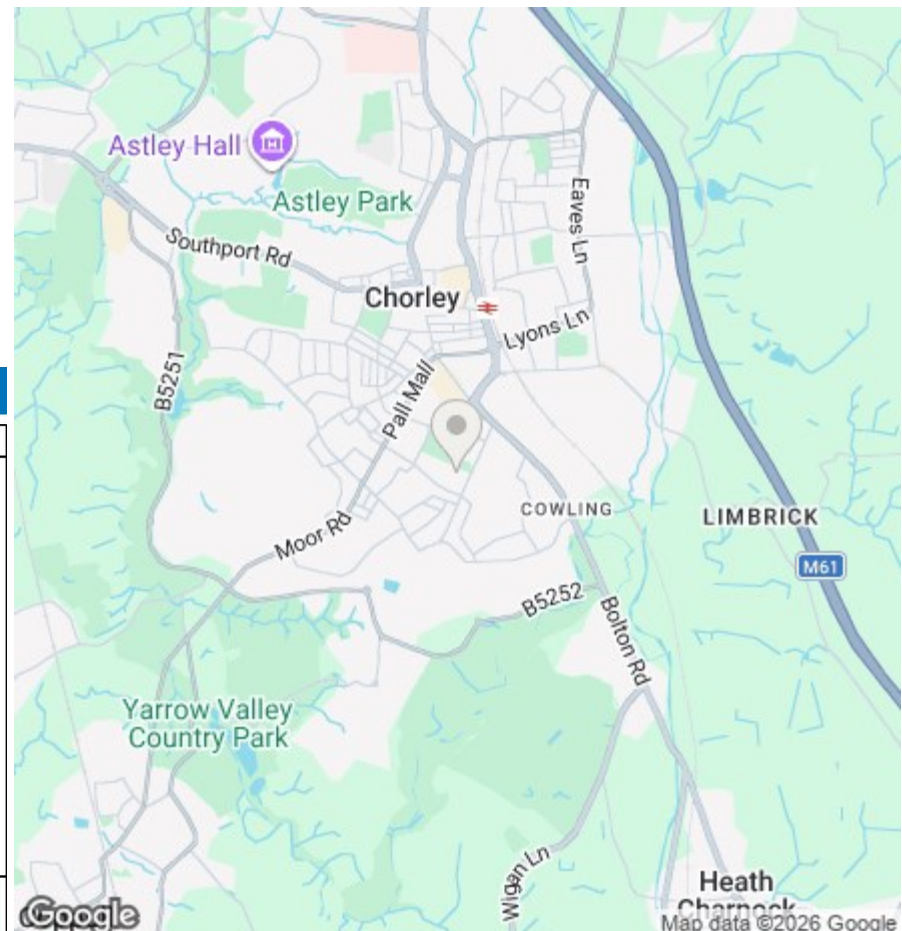 Astley Hall
Astley Park
Eaves Ln
Southport Rd
Chorley
Lyons Ln
B5251
Pall Mall
COWLING
LIMBRICK
Moor Rd
M61
B5252
Bolton Rd
Yarrow Valley
Country Park
Wigan Ln
Heath
Charnock
Google
Map data ©2026 Google